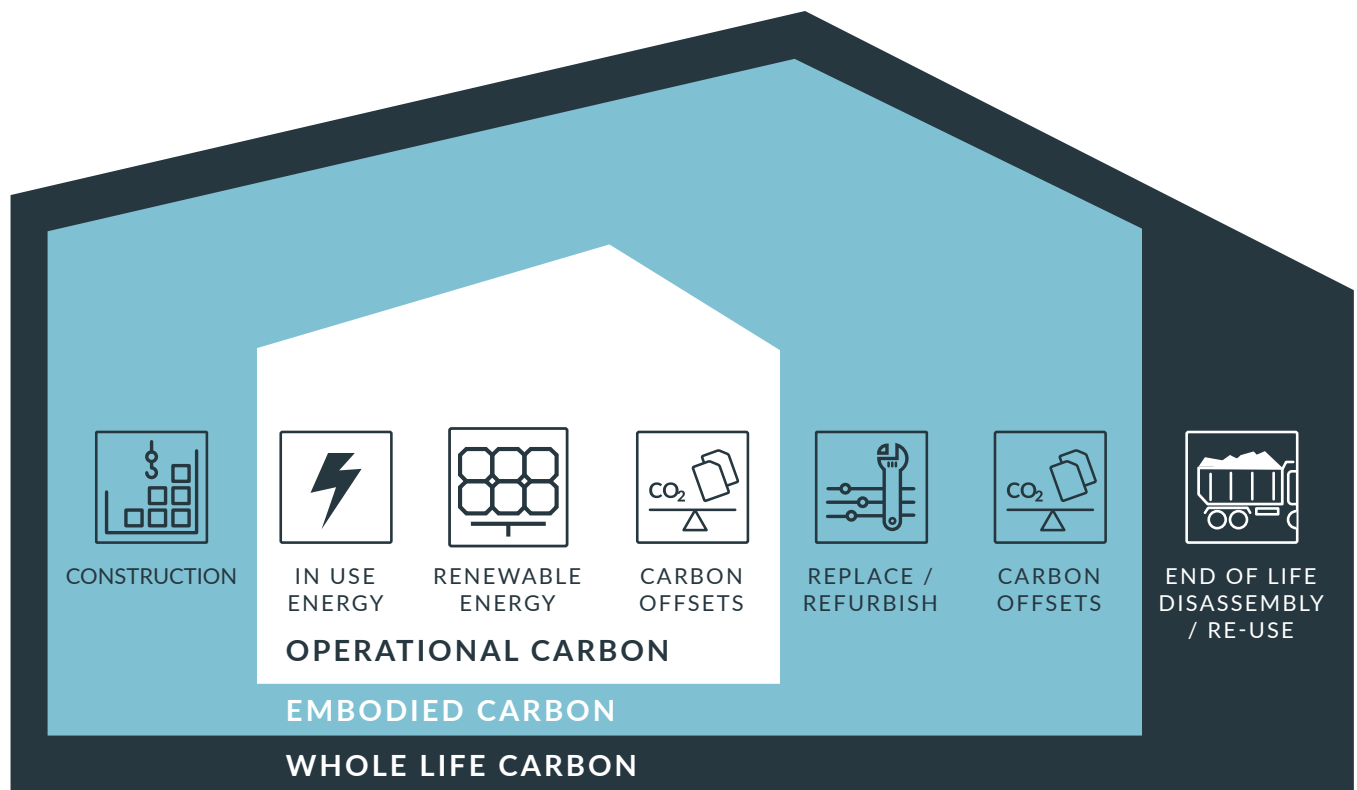 CO2
CO2
CONSTRUCTION
IN USE
ENERGY
RENEWABLE
ENERGY
CARBON
OFFSETS
REPLACE /
REFURBISH
CARBON
OFFSETS
END OF LIFE
DISASSEMBLY
/ RE-USE
OPERATIONAL CARBON
EMBODIED CARBON
WHOLE LIFE CARBON